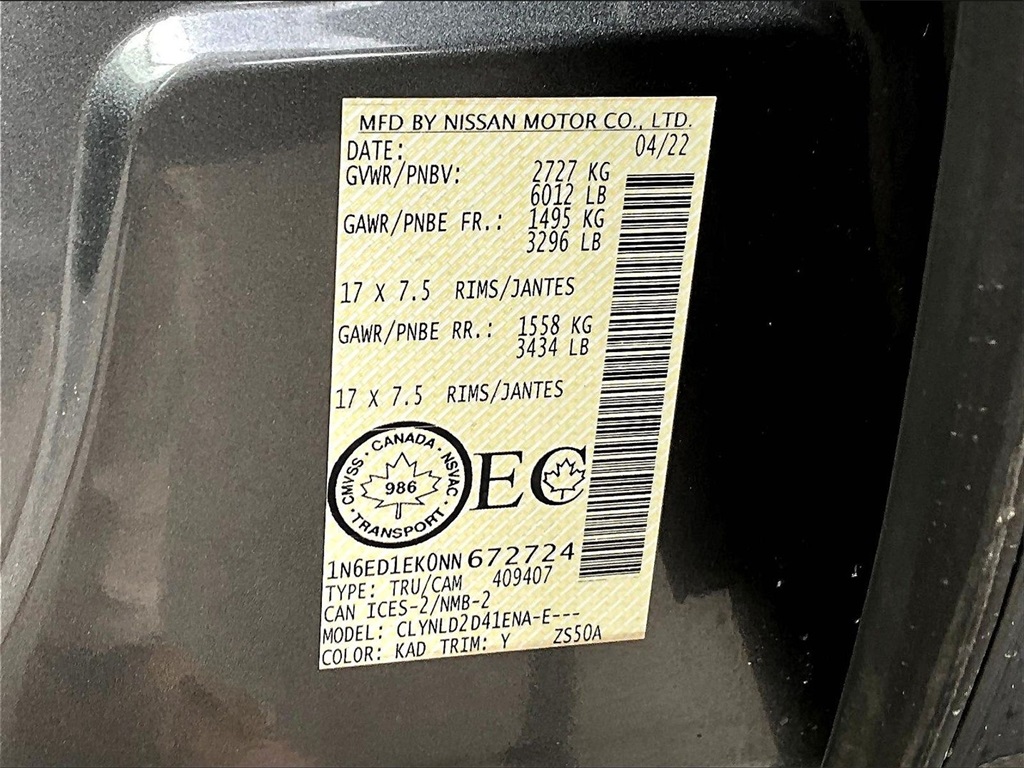 MFD BY NISSAN MOTOR CO., LTD.
DATE: 04/22
GVWR/PNBV: 2727 KG
6012 LB
GAWR/PNBE FR.: 1495 KG
3296 LB
17 X 7.5 RIMS/JANTES
GAWR/PNBE RR.: 1558 KG
3434 LB
17 X 7.5 RIMS/JANTES
CMVSS · CANADA · NSVAC · TRANSPORT ·
986
EC
1N6ED1EK0NN672724
TYPE: TRU/CAM 409407
CAN ICES-2/NMB-2
MODEL: CLYNLD2D41ENA-E---
COLOR: KAD TRIM: Y ZS50A